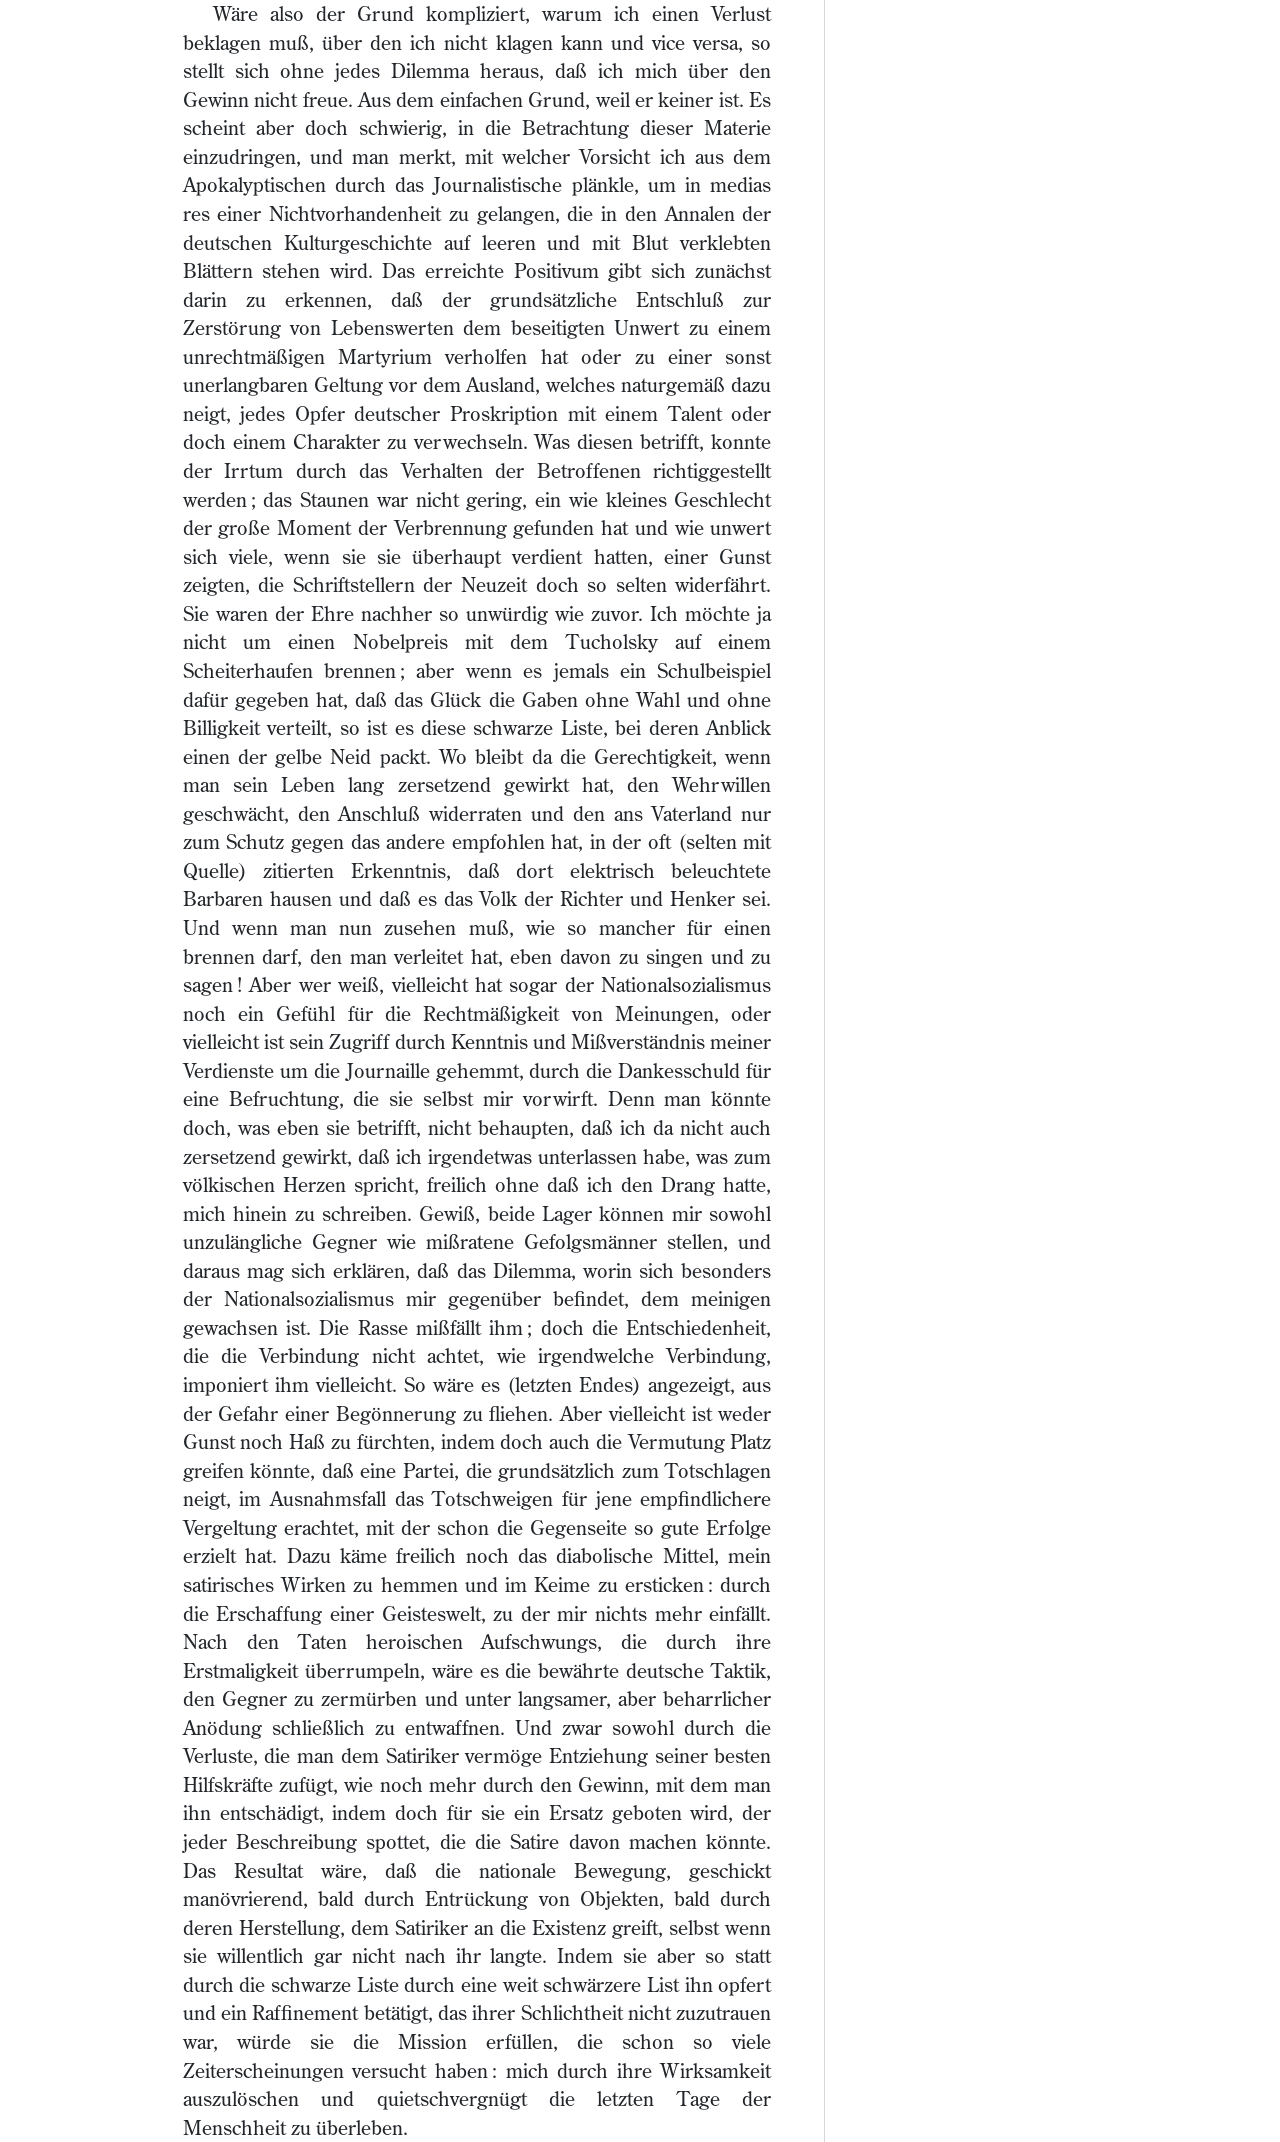 Wäre also der Grund kompliziert, warum ich einen Verlust
beklagen muß, über den ich nicht klagen kann und vice versa, so
stellt sich ohne jedes Dilemma heraus, daß ich mich über den
Gewinn nicht freue. Aus dem einfachen Grund, weil er keiner ist. Es
scheint aber doch schwierig, in die Betrachtung dieser Materie
einzudringen, und man merkt, mit welcher Vorsicht ich aus dem
Apokalyptischen durch das Journalistische plänkle, um in medias
res einer Nichtvorhandenheit zu gelangen, die in den Annalen der
deutschen Kulturgeschichte auf leeren und mit Blut verklebten
Blättern stehen wird. Das erreichte Positivum gibt sich zunächst
darin zu erkennen, daß der grundsätzliche Entschluß zur
Zerstörung von Lebenswerten dem beseitigten Unwert zu einem
unrechtmäßigen Martyrium verholfen hat oder zu einer sonst
unerlangbaren Geltung vor dem Ausland, welches naturgemäß dazu
neigt, jedes Opfer deutscher Proskription mit einem Talent oder
doch einem Charakter zu verwechseln. Was diesen betrifft, konnte
der Irrtum durch das Verhalten der Betroffenen richtiggestellt
werden ; das Staunen war nicht gering, ein wie kleines Geschlecht
der große Moment der Verbrennung gefunden hat und wie unwert
sich viele, wenn sie sie überhaupt verdient hatten, einer Gunst
zeigten, die Schriftstellern der Neuzeit doch so selten widerfährt.
Sie waren der Ehre nachher so unwürdig wie zuvor. Ich möchte ja
nicht um einen Nobelpreis mit dem Tucholsky auf einem
Scheiterhaufen brennen ; aber wenn es jemals ein Schulbeispiel
dafür gegeben hat, daß das Glück die Gaben ohne Wahl und ohne
Billigkeit verteilt, so ist es diese schwarze Liste, bei deren Anblick
einen der gelbe Neid packt. Wo bleibt da die Gerechtigkeit, wenn
man sein Leben lang zersetzend gewirkt hat, den Wehrwillen
geschwächt, den Anschluß widerraten und den ans Vaterland nur
zum Schutz gegen das andere empfohlen hat, in der oft (selten mit
Quelle) zitierten Erkenntnis, daß dort elektrisch beleuchtete
Barbaren hausen und daß es das Volk der Richter und Henker sei.
Und wenn man nun zusehen muß, wie so mancher für einen
brennen darf, den man verleitet hat, eben davon zu singen und zu
sagen ! Aber wer weiß, vielleicht hat sogar der Nationalsozialismus
noch ein Gefühl für die Rechtmäßigkeit von Meinungen, oder
vielleicht ist sein Zugriff durch Kenntnis und Mißverständnis meiner
Verdienste um die Journaille gehemmt, durch die Dankesschuld für
eine Befruchtung, die sie selbst mir vorwirft. Denn man könnte
doch, was eben sie betrifft, nicht behaupten, daß ich da nicht auch
zersetzend gewirkt, daß ich irgendetwas unterlassen habe, was zum
völkischen Herzen spricht, freilich ohne daß ich den Drang hatte,
mich hinein zu schreiben. Gewiß, beide Lager können mir sowohl
unzulängliche Gegner wie mißratene Gefolgsmänner stellen, und
daraus mag sich erklären, daß das Dilemma, worin sich besonders
der Nationalsozialismus mir gegenüber befindet, dem meinigen
gewachsen ist. Die Rasse mißfällt ihm ; doch die Entschiedenheit,
die die Verbindung nicht achtet, wie irgendwelche Verbindung,
imponiert ihm vielleicht. So wäre es (letzten Endes) angezeigt, aus
der Gefahr einer Begönnerung zu fliehen. Aber vielleicht ist weder
Gunst noch Haß zu fürchten, indem doch auch die Vermutung Platz
greifen könnte, daß eine Partei, die grundsätzlich zum Totschlagen
neigt, im Ausnahmsfall das Totschweigen für jene empfindlichere
Vergeltung erachtet, mit der schon die Gegenseite so gute Erfolge
erzielt hat. Dazu käme freilich noch das diabolische Mittel, mein
satirisches Wirken zu hemmen und im Keime zu ersticken : durch
die Erschaffung einer Geisteswelt, zu der mir nichts mehr einfällt.
Nach den Taten heroischen Aufschwungs, die durch ihre
Erstmaligkeit überrumpeln, wäre es die bewährte deutsche Taktik,
den Gegner zu zermürben und unter langsamer, aber beharrlicher
Anödung schließlich zu entwaffnen. Und zwar sowohl durch die
Verluste, die man dem Satiriker vermöge Entziehung seiner besten
Hilfskräfte zufügt, wie noch mehr durch den Gewinn, mit dem man
ihn entschädigt, indem doch für sie ein Ersatz geboten wird, der
jeder Beschreibung spottet, die die Satire davon machen könnte.
Das Resultat wäre, daß die nationale Bewegung, geschickt
manövrierend, bald durch Entrückung von Objekten, bald durch
deren Herstellung, dem Satiriker an die Existenz greift, selbst wenn
sie willentlich gar nicht nach ihr langte. Indem sie aber so statt
durch die schwarze Liste durch eine weit schwärzere List ihn opfert
und ein Raffinement betätigt, das ihrer Schlichtheit nicht zuzutrauen
war, würde sie die Mission erfüllen, die schon so viele
Zeiterscheinungen versucht haben : mich durch ihre Wirksamkeit
auszulöschen und quietschvergnügt die letzten Tage der
Menschheit zu überleben.